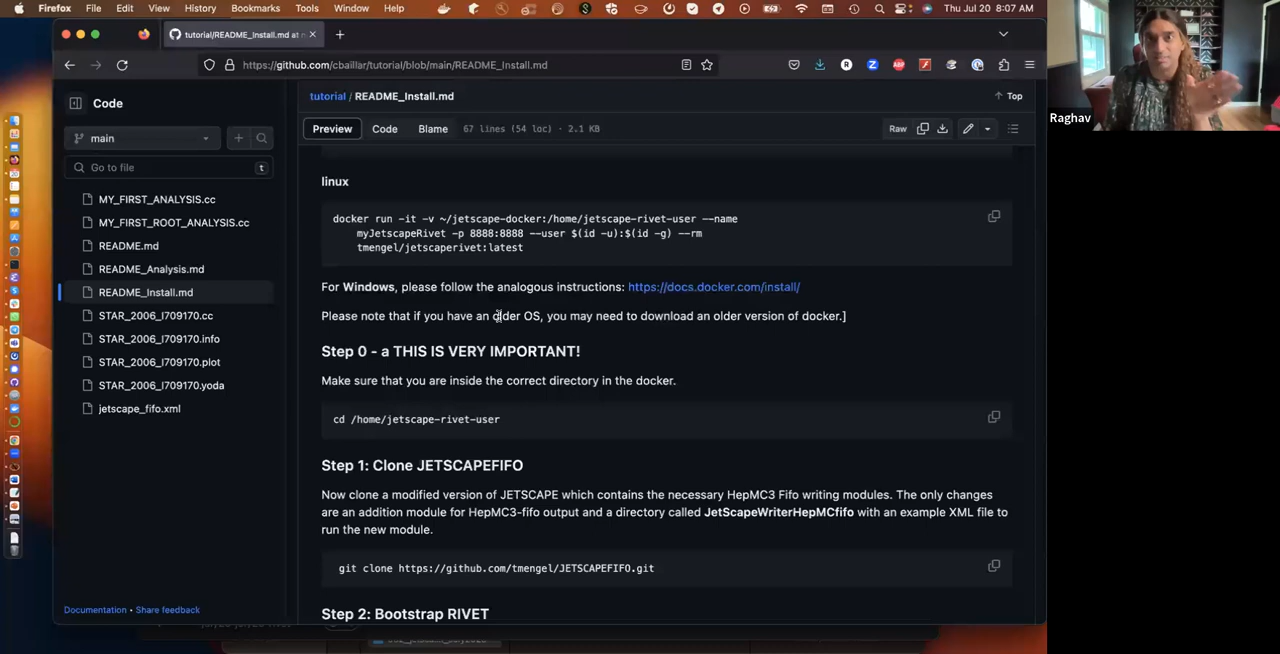 Firefox File Edit View History Bookmarks Tools Window Help Thu Jul 20 8:07 AM
tutorial/README_Install.md at
https://github.com/cbaillar/tutorial/blob/main/README_Install.md
Code
tutorial / README_Install.md
Top
main
Preview Code Blame 67 lines (54 loc) · 2.1 KB Raw
Go to file t
MY_FIRST_ANALYSIS.cc
MY_FIRST_ROOT_ANALYSIS.cc
README.md
README_Analysis.md
README_Install.md
STAR_2006_I709170.cc
STAR_2006_I709170.info
STAR_2006_I709170.plot
STAR_2006_I709170.yoda
jetscape_fifo.xml
Documentation • Share feedback
linux
docker run -it -v ~/jetscape-docker:/home/jetscape-rivet-user --name
myJetscapeRivet -p 8888:8888 --user $(id -u):$(id -g) --rm
tmengel/jetscaperivet:latest
For Windows, please follow the analogous instructions: https://docs.docker.com/install/
Please note that if you have an older OS, you may need to download an older version of docker.]
Step 0 - a THIS IS VERY IMPORTANT!
Make sure that you are inside the correct directory in the docker.
cd /home/jetscape-rivet-user
Step 1: Clone JETSCAPEFIFO
Now clone a modified version of JETSCAPE which contains the necessary HepMC3 Fifo writing modules. The only changes
are an addition module for HepMC3-fifo output and a directory called JetScapeWriterHepMCfifo with an example XML file to
run the new module.
git clone https://github.com/tmengel/JETSCAPEFIFO.git
Step 2: Bootstrap RIVET
Raghav